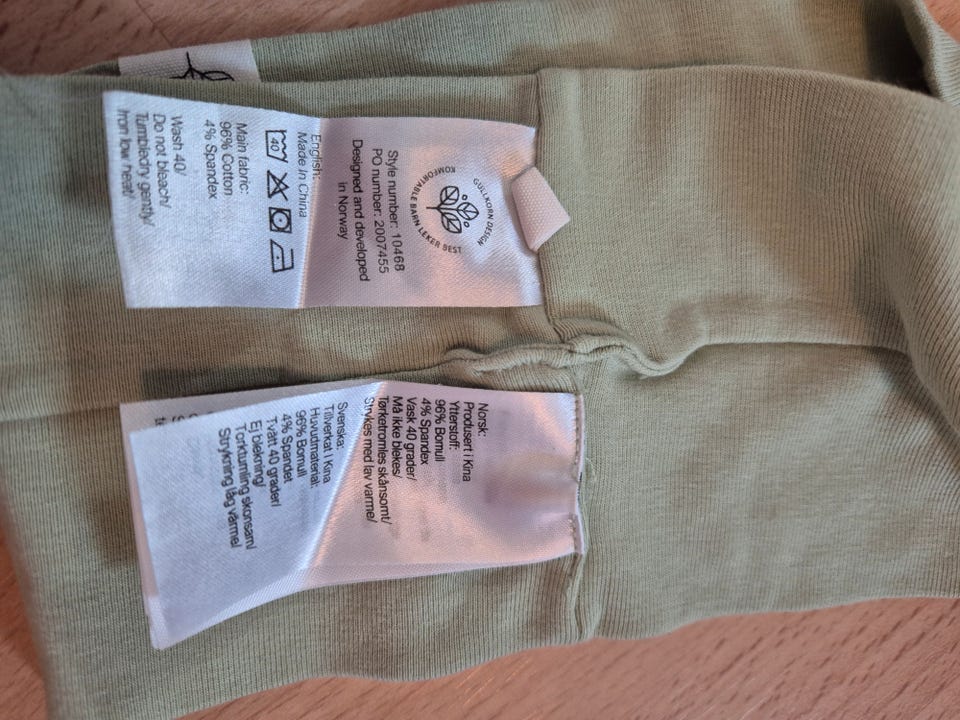 GULLKORN DESIGN
KOMFORTABLE BARN LEKER BEST
Style number: 10468
PO number: 2007455
Designed and developed
in Norway
English:
Made in China
40
Main fabric:
96% Cotton
4% Spandex
Wash 40/
Do not bleach/
Tumbledry gently/
Iron low heat/
Norsk:
Produsert i Kina
Ytterstoff:
96% Bomull
4% Spandex
Vask 40 grader/
Må ikke blekes/
Tørketromles skånsomt/
Strykes med lav varme/
Svenska:
Tillverkat i Kina
Huvudmaterial:
96% Bomull
4% Spandet
Tvätt 40 grader/
Ej blekning/
Torktumling skonsam/
Strykning låg värme/